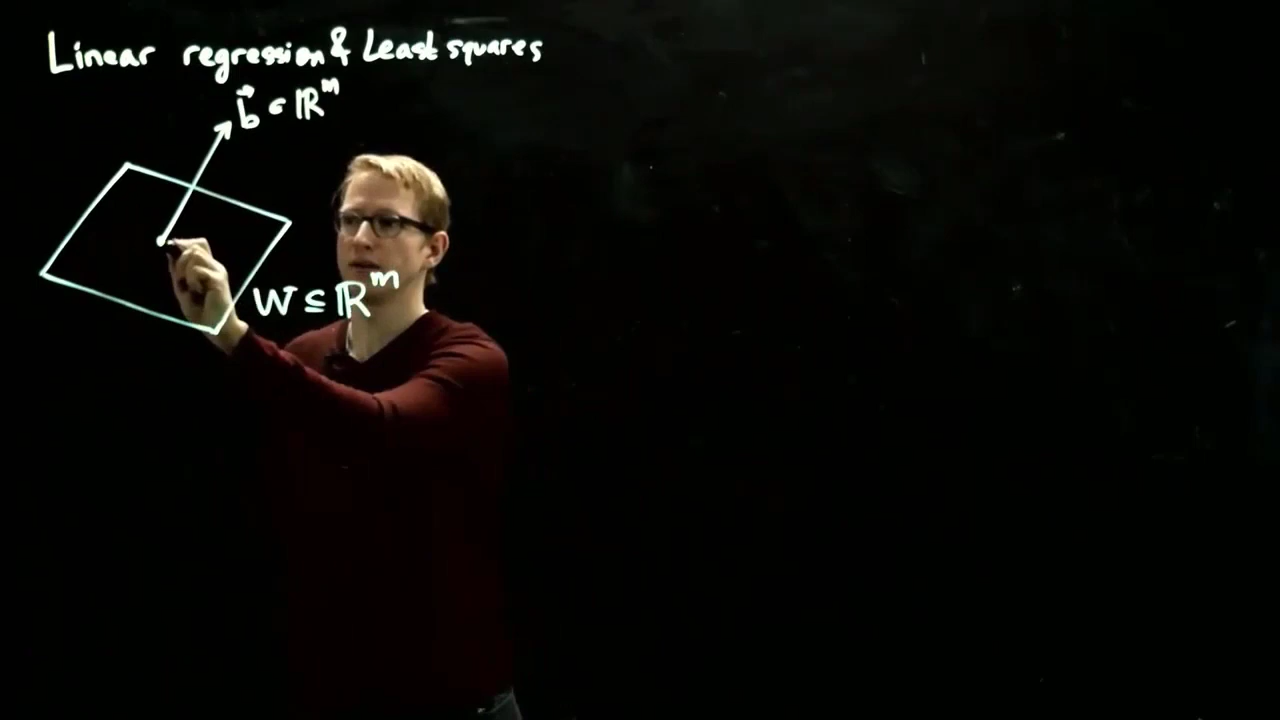 Linear regression & Least squares
b⃗ ∈ ℝᵐ
W ⊆ ℝᵐ